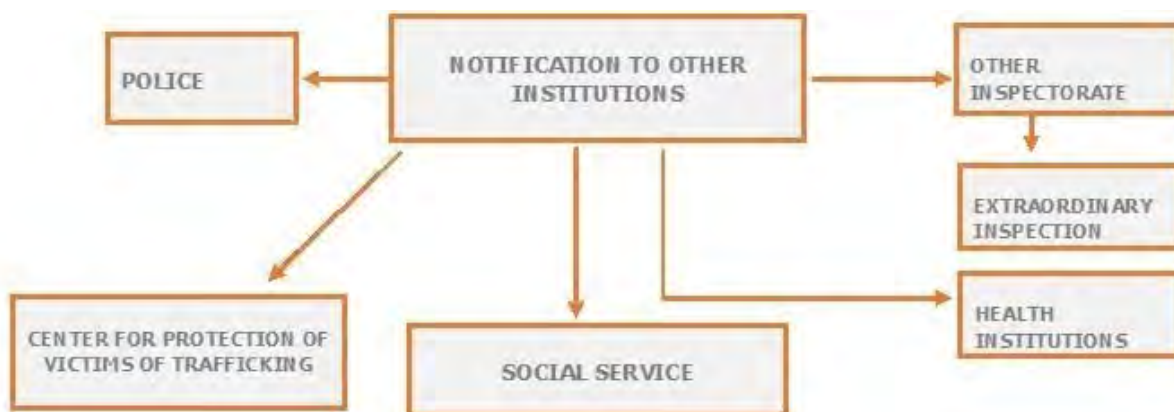 POLICE
NOTIFICATION TO OTHER
INSTITUTIONS
OTHER
INSPECTORATE
EXTRAORDINARY
INSPECTION
CENTER FOR PROTECTION OF
VICTIMS OF TRAFFICKING
SOCIAL SERVICE
HEALTH
INSTITUTIONS